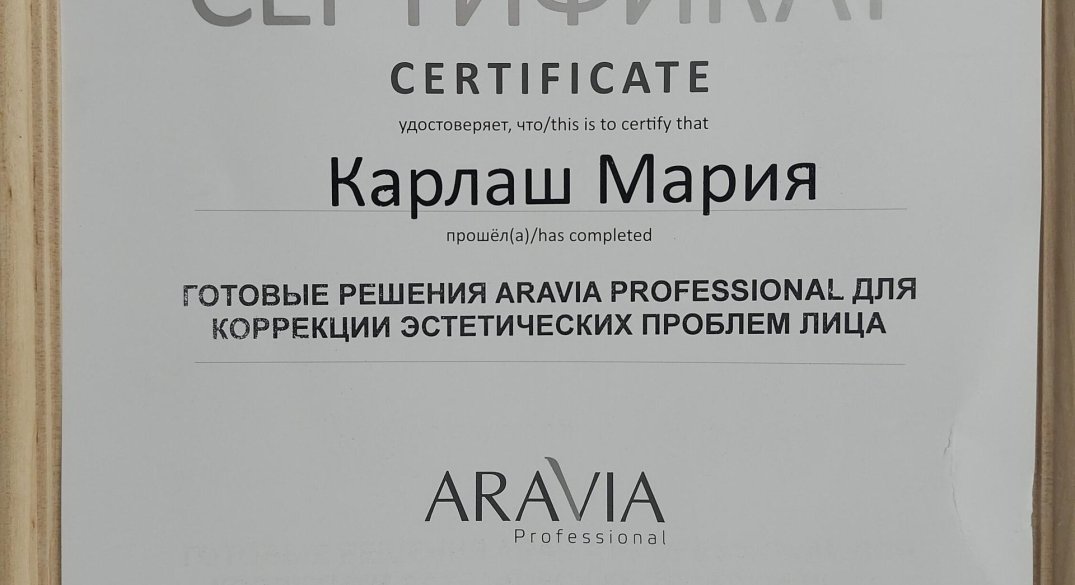 СЕРТИФИКАТ
CERTIFICATE
удостоверяет, что/this is to certify that
Карлаш Мария
прошёл(а)/has completed
ГОТОВЫЕ РЕШЕНИЯ ARAVIA PROFESSIONAL ДЛЯ
КОРРЕКЦИИ ЭСТЕТИЧЕСКИХ ПРОБЛЕМ ЛИЦА
ARAVIA
Professional